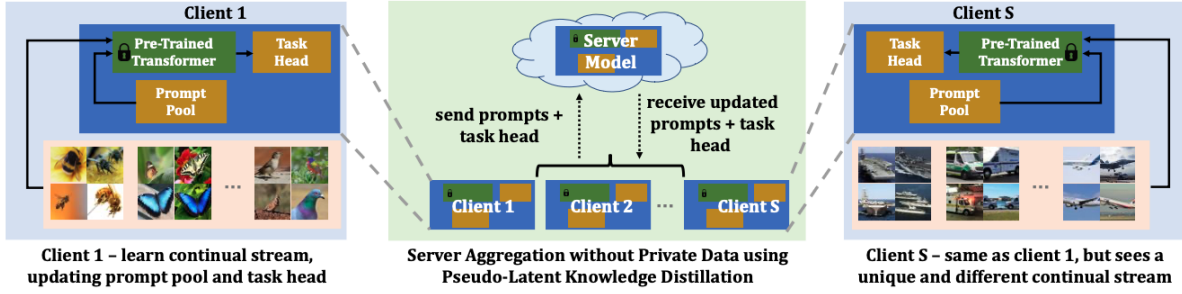 Client 1
Pre-Trained
Transformer
Task
Head
Prompt
Pool
...
Client 1 – learn continual stream,
updating prompt pool and task head
Server
Model
send prompts +
task head
receive updated
prompts + task
head
Client 1
Client 2
...
Client S
Server Aggregation without Private Data using
Pseudo-Latent Knowledge Distillation
Client S
Task
Head
Pre-Trained
Transformer
Prompt
Pool
...
Client S – same as client 1, but sees a
unique and different continual stream